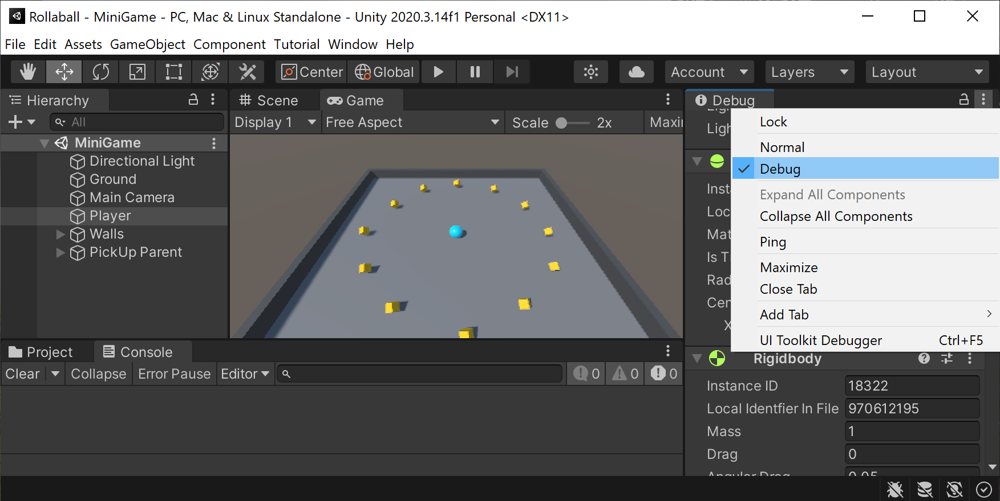 Rollaball - MiniGame - PC, Mac & Linux Standalone - Unity 2020.3.14f1 Personal <DX11>
File Edit Assets GameObject Component Tutorial Window Help
Center Global Account Layers Layout
Hierarchy
All
MiniGame
Directional Light
Ground
Main Camera
Player
Walls
PickUp Parent
Scene Game
Display 1 Free Aspect Scale 2x Maxi
Debug
Ligh
Lock
Normal
Debug
Expand All Components
Collapse All Components
Ping
Maximize
Close Tab
Add Tab
UI Toolkit Debugger Ctrl+F5
Insta
Loc
Mat
Is T
Rad
Cen
X
Project Console
Clear Collapse Error Pause Editor 0 0 0
Rigidbody
Instance ID 18322
Local Identfier In File 970612195
Mass 1
Drag 0
Angular Drag 0.05